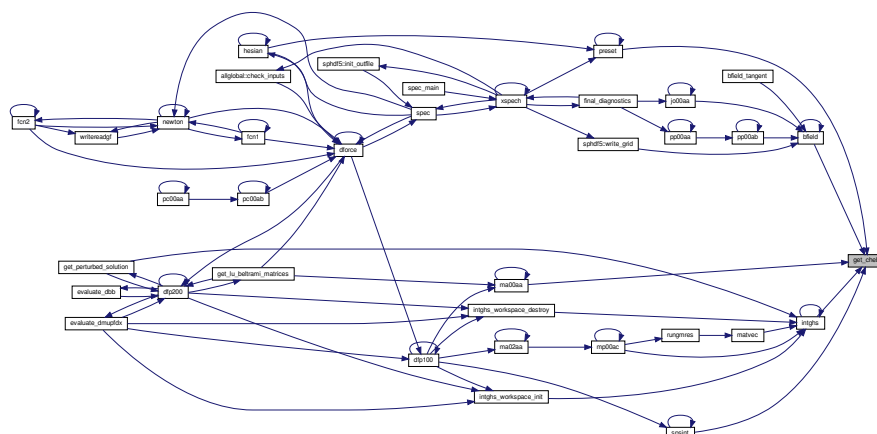 hesian
preset
allglobal::check_inputs
sphdf5::init_outfile
spec_main
xspech
final_diagnostics
jo00aa
bfield_tangent
spec
fcn2
newton
writereadgf
fcn1
pp00aa
pp00ab
bfield
sphdf5::write_grid
dforce
pc00aa
pc00ab
get_perturbed_solution
get_lu_beltrami_matrices
evaluate_dbb
dfp200
evaluate_dmupfdx
ma00aa
intghs_workspace_destroy
intghs
ma02aa
mp00ac
rungmres
matvec
dfp100
intghs_workspace_init